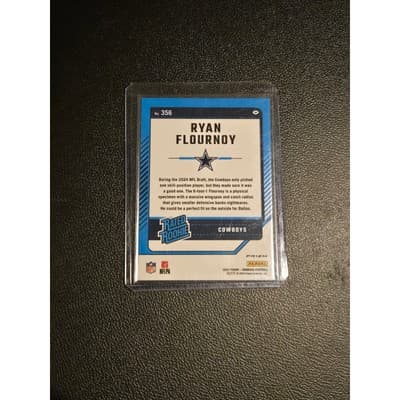 No. 356
RYAN
FLOURNOY
During the 2024 NFL Draft, the Cowboys only picked
one skill-position player, but they made sure it was
a good one. The 6-foot-1 Flournoy is a physical
specimen with a massive wingspan and catch radius
that gives smaller defensive backs nightmares.
He could be a perfect fit on the outside for Dallas.
RATED
ROOKIE
COWBOYS
NFL
NFLPA
PANINI